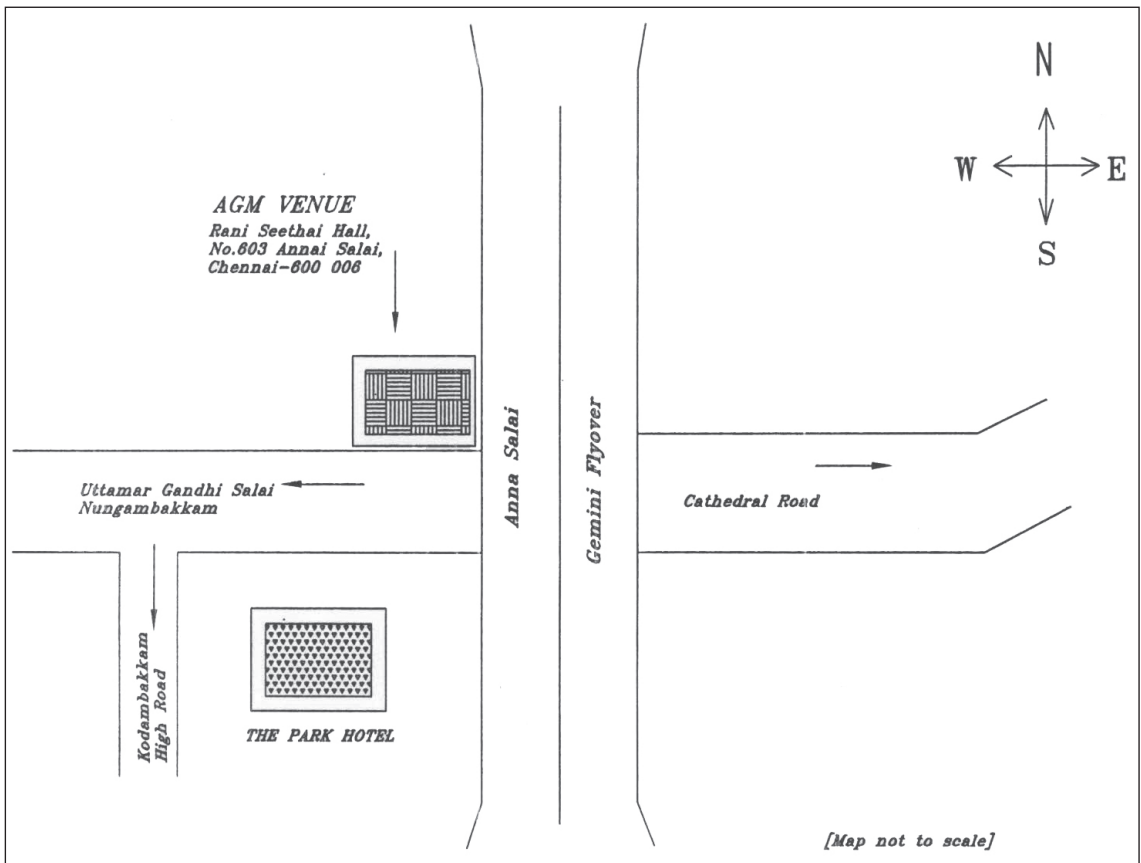 N
W E
S
AGM VENUE
Rani Seethai Hall,
No.603 Annai Salai,
Chennai-600 006
Anna Salai
Gemini Flyover
Uttamar Gandhi Salai
Nungambakkam
Cathedral Road
Kodambakkam
High Road
THE PARK HOTEL
[Map not to scale]